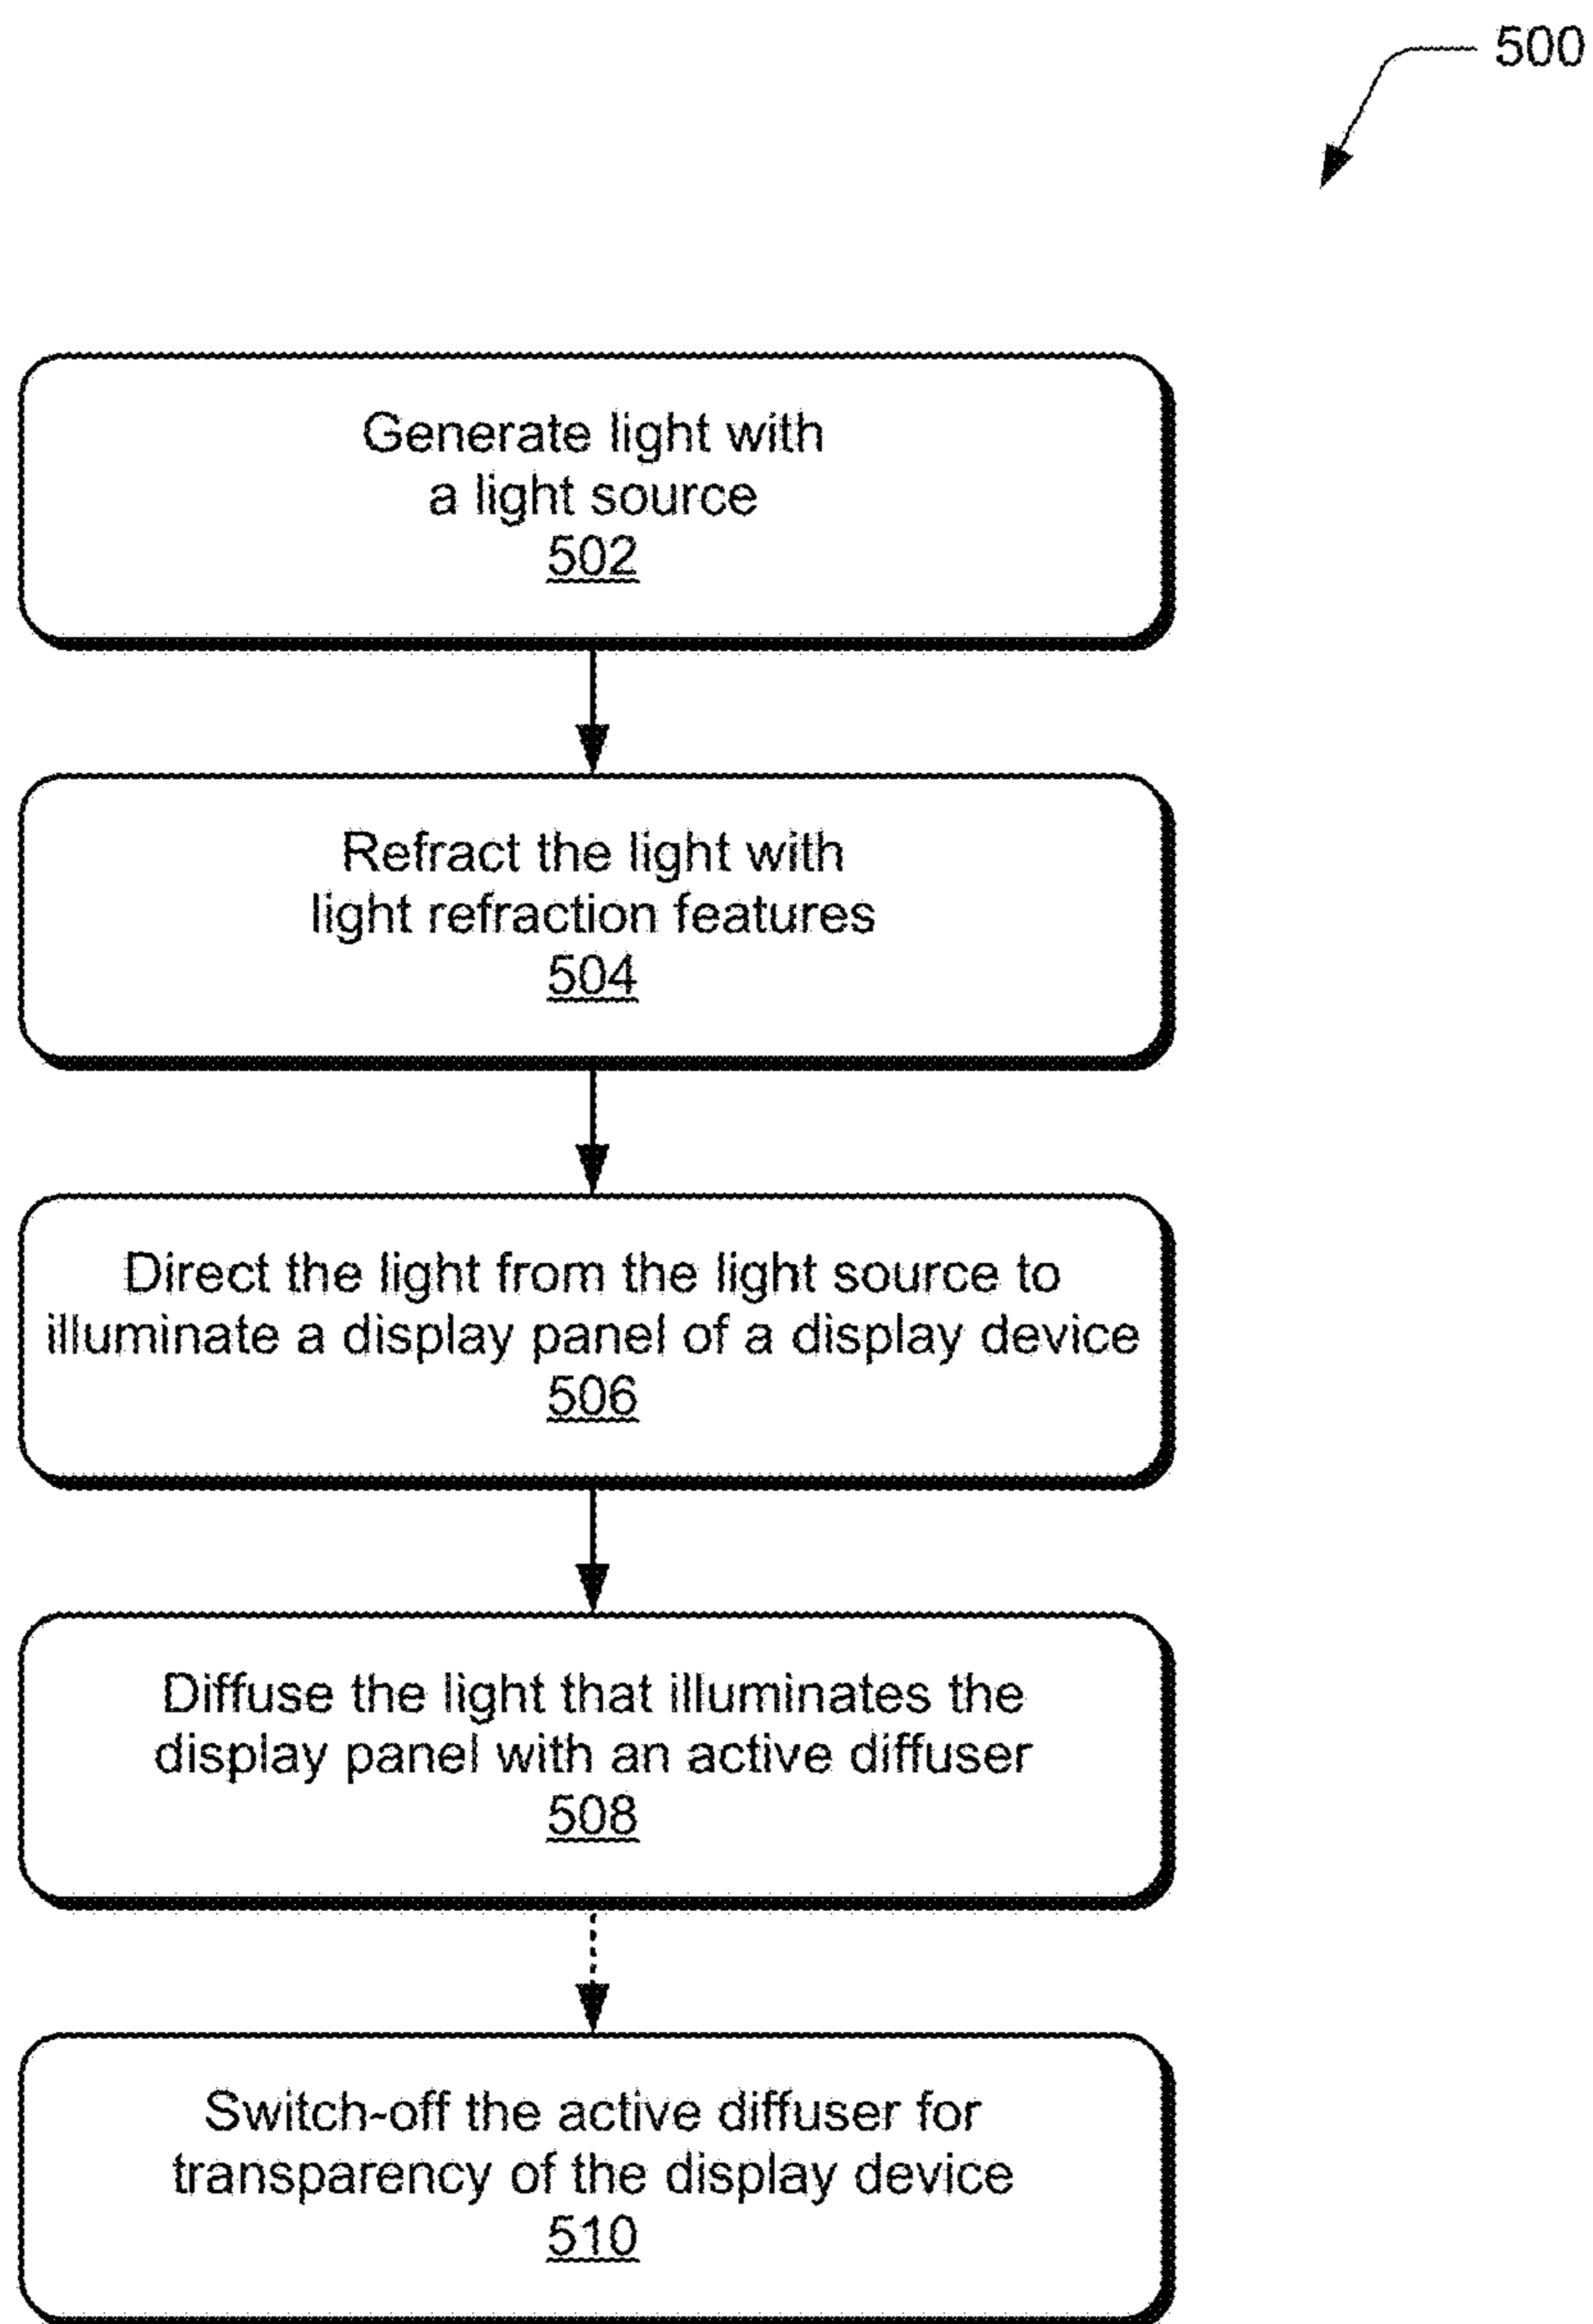 500
Generate light with
a light source
502
Refract the light with
light refraction features
504
Direct the light from the light source to
illuminate a display panel of a display device
506
Diffuse the light that illuminates the
display panel with an active diffuser
508
Switch-off the active diffuser for
transparency of the display device
510